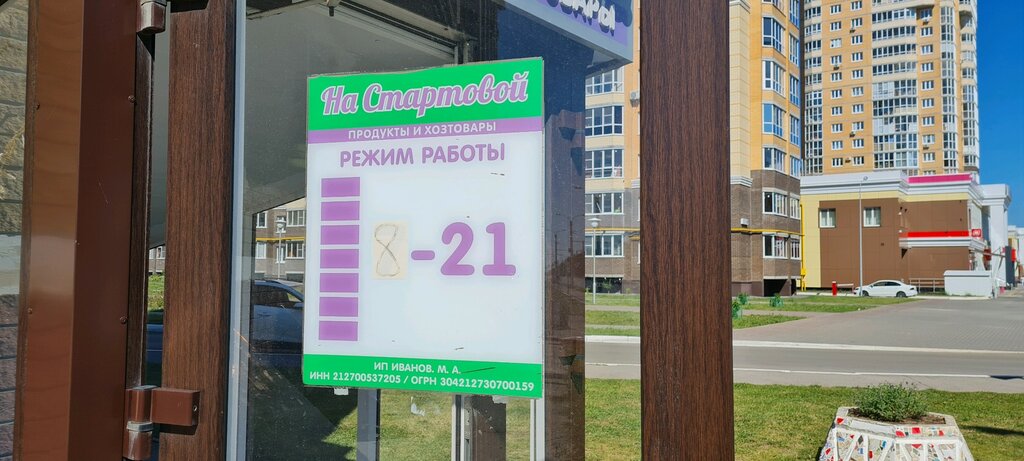 На Стартовой
ПРОДУКТЫ И ХОЗТОВАРЫ
РЕЖИМ РАБОТЫ
8-21
ИП ИВАНОВ. М. А.
ИНН 212700537205 / ОГРН 304212730700159